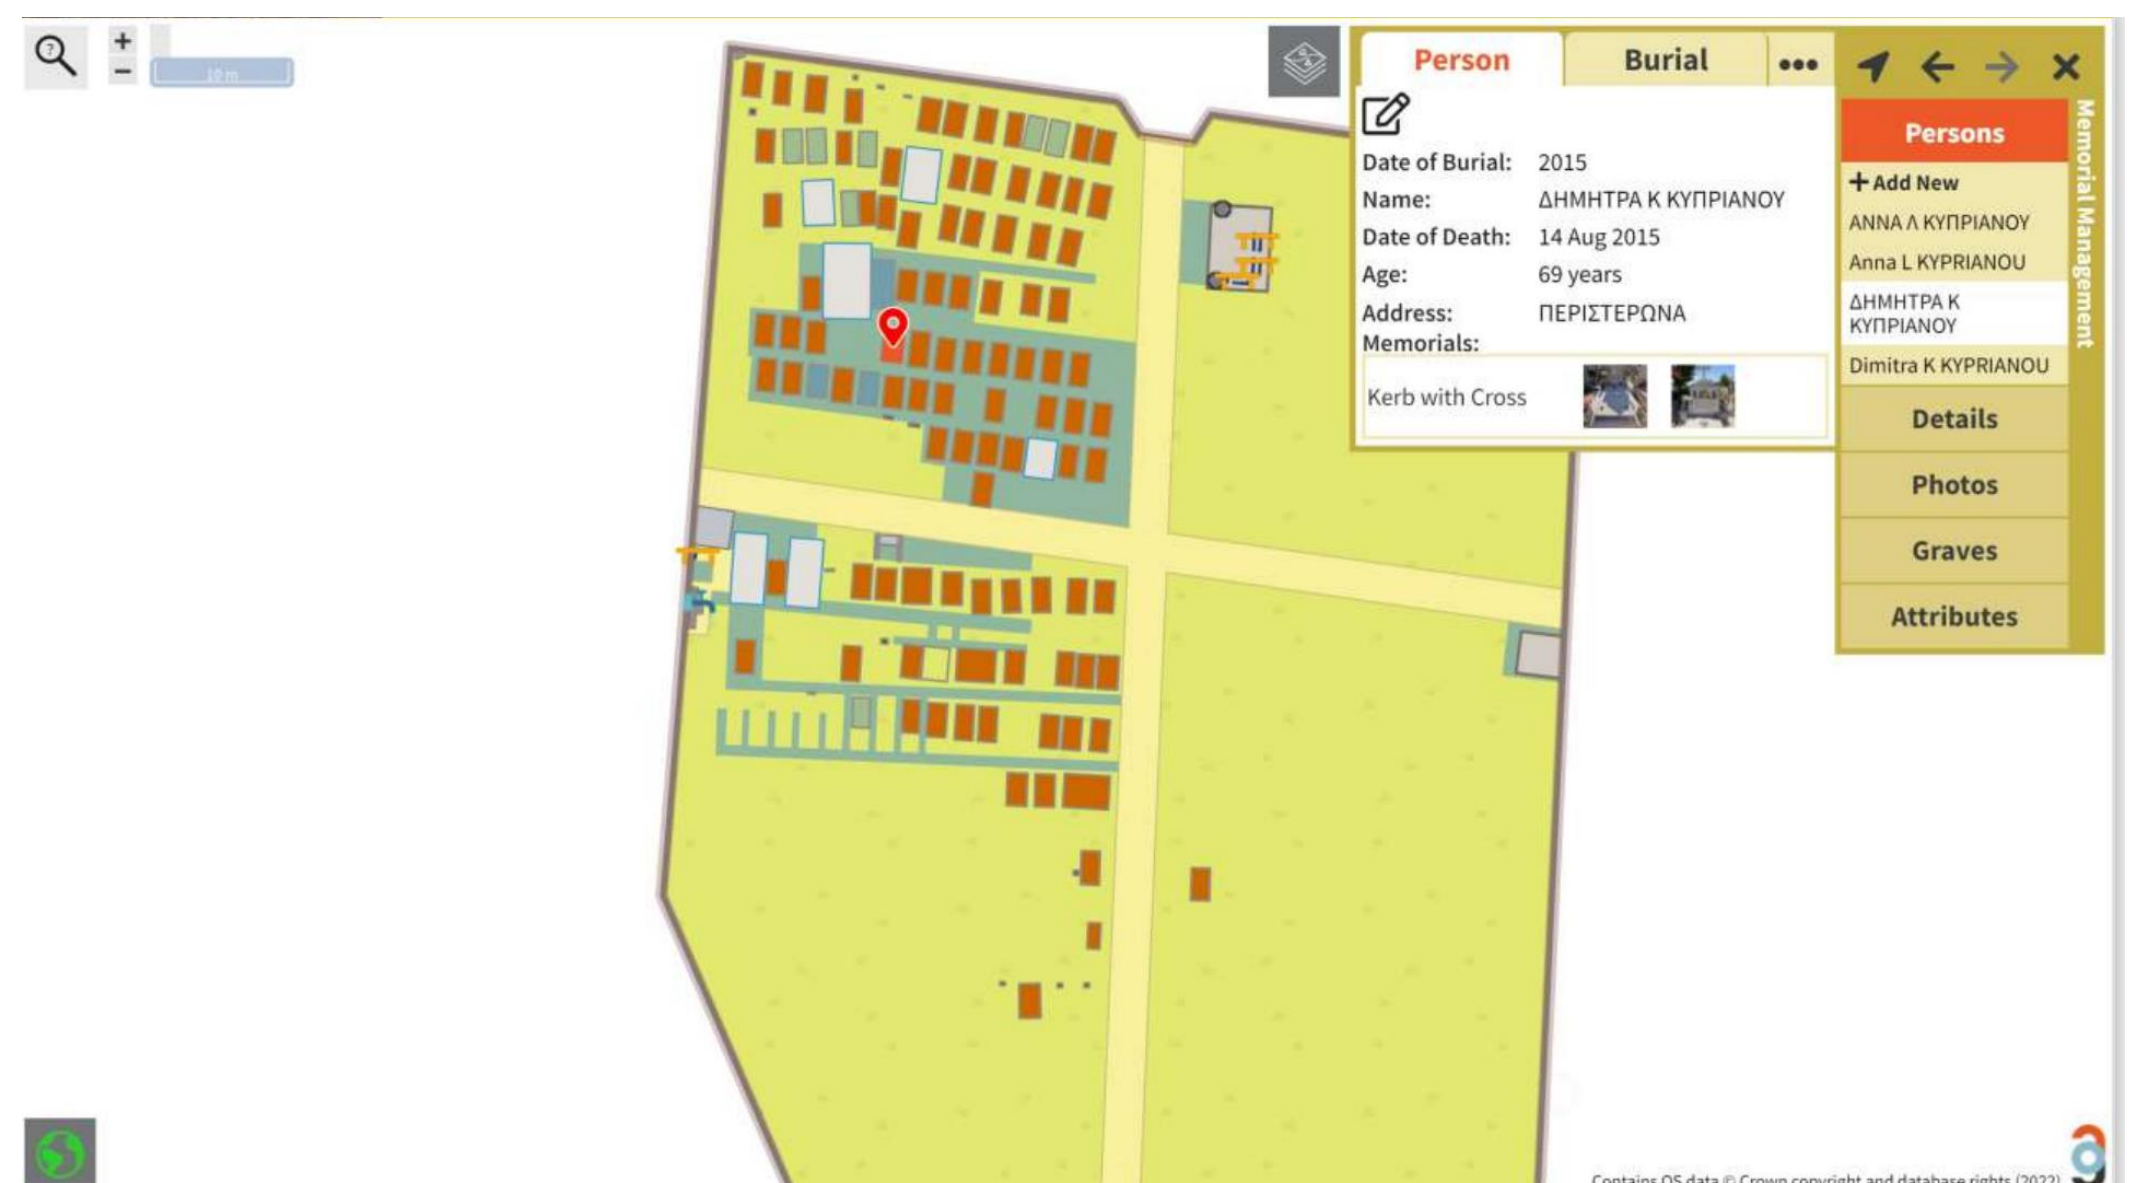 10 m
Person
Burial
Date of Burial: 2015
Name: ΔΗΜΗΤΡΑ Κ ΚΥΠΡΙΑΝΟΥ
Date of Death: 14 Aug 2015
Age: 69 years
Address: ΠΕΡΙΣΤΕΡΩΝΑ
Memorials:
Kerb with Cross
Memorial Management
Persons
+ Add New
ΑΝΝΑ Λ ΚΥΠΡΙΑΝΟΥ
Anna L KYPRIANOU
ΔΗΜΗΤΡΑ Κ
ΚΥΠΡΙΑΝΟΥ
Dimitra K KYPRIANOU
Details
Photos
Graves
Attributes
Contains OS data © Crown copyright and database rights (2022)